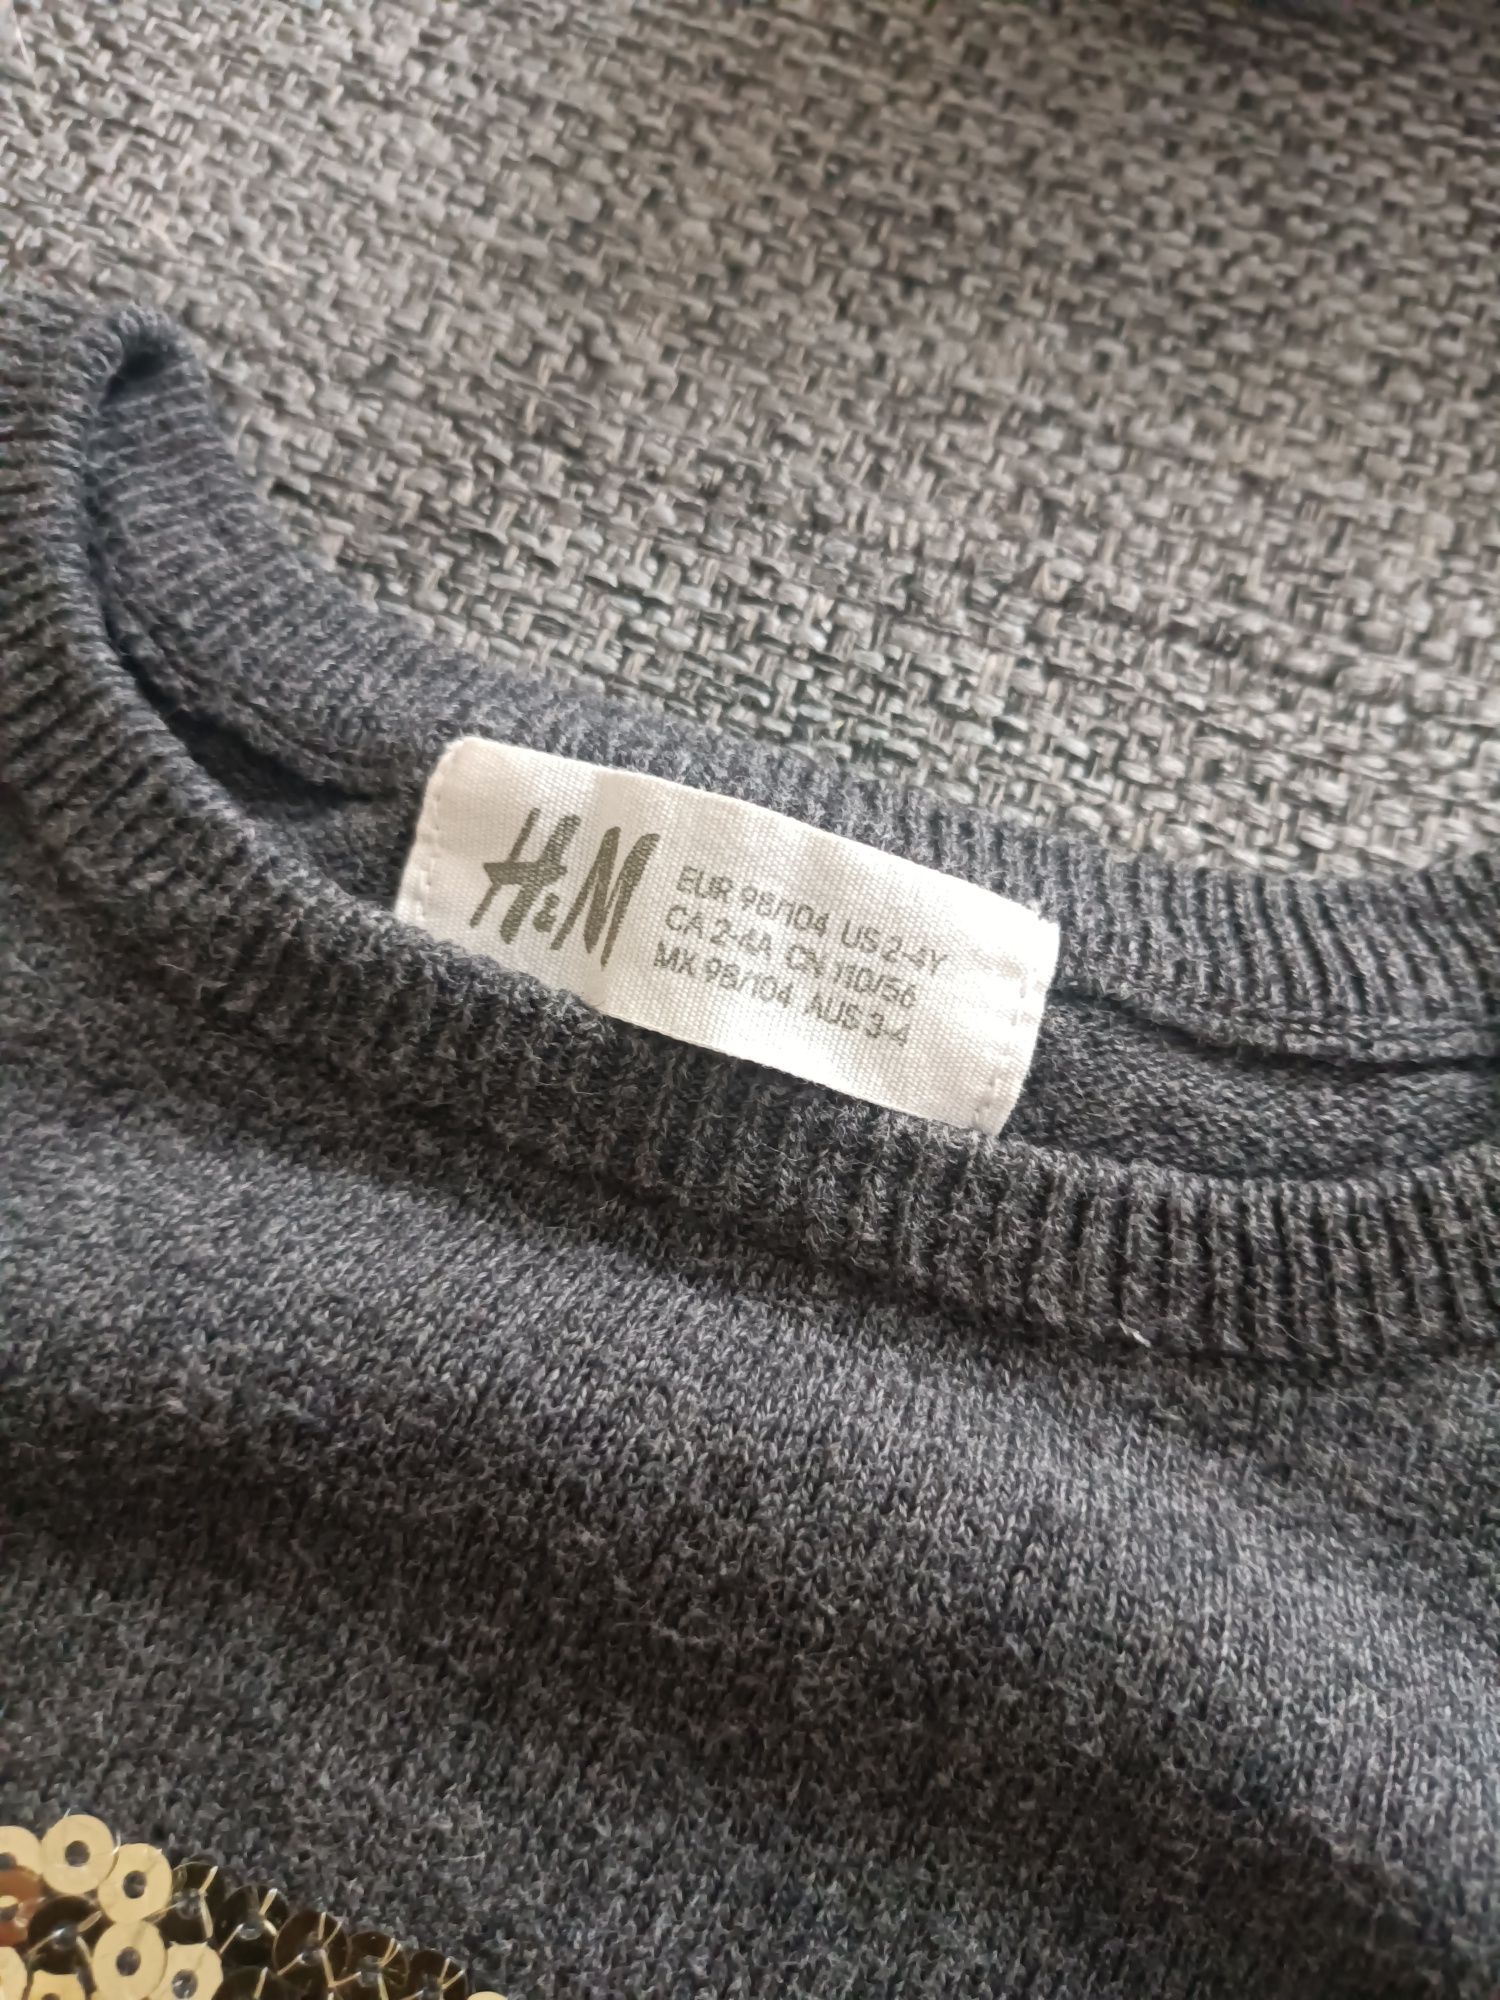 H&M
EUR 98/104 US 2-4Y
CA 2-4A CN 110/56
MX 98/104 AUS 3-4